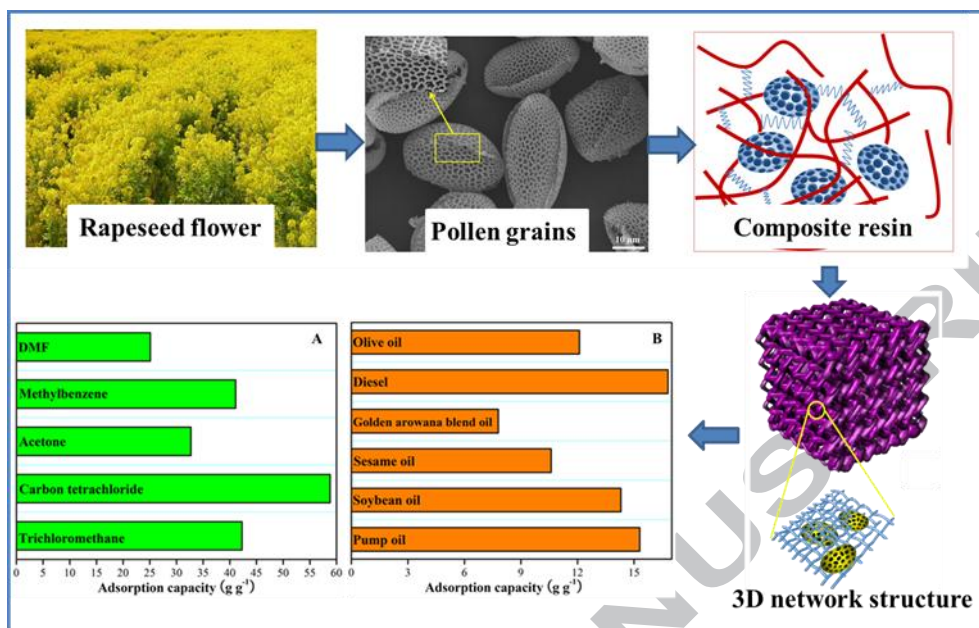 Rapeseed flower
Pollen grains
Composite resin
A
DMF
Methylbenzene
Acetone
Carbon tetrachloride
Trichloromethane
0 5 10 15 20 25 30 35 40 45 50 55 60
Adsorption capacity (g g⁻¹)
B
Olive oil
Diesel
Golden arowana blend oil
Sesame oil
Soybean oil
Pump oil
0 3 6 9 12 15
Adsorption capacity (g g⁻¹)
3D network structure